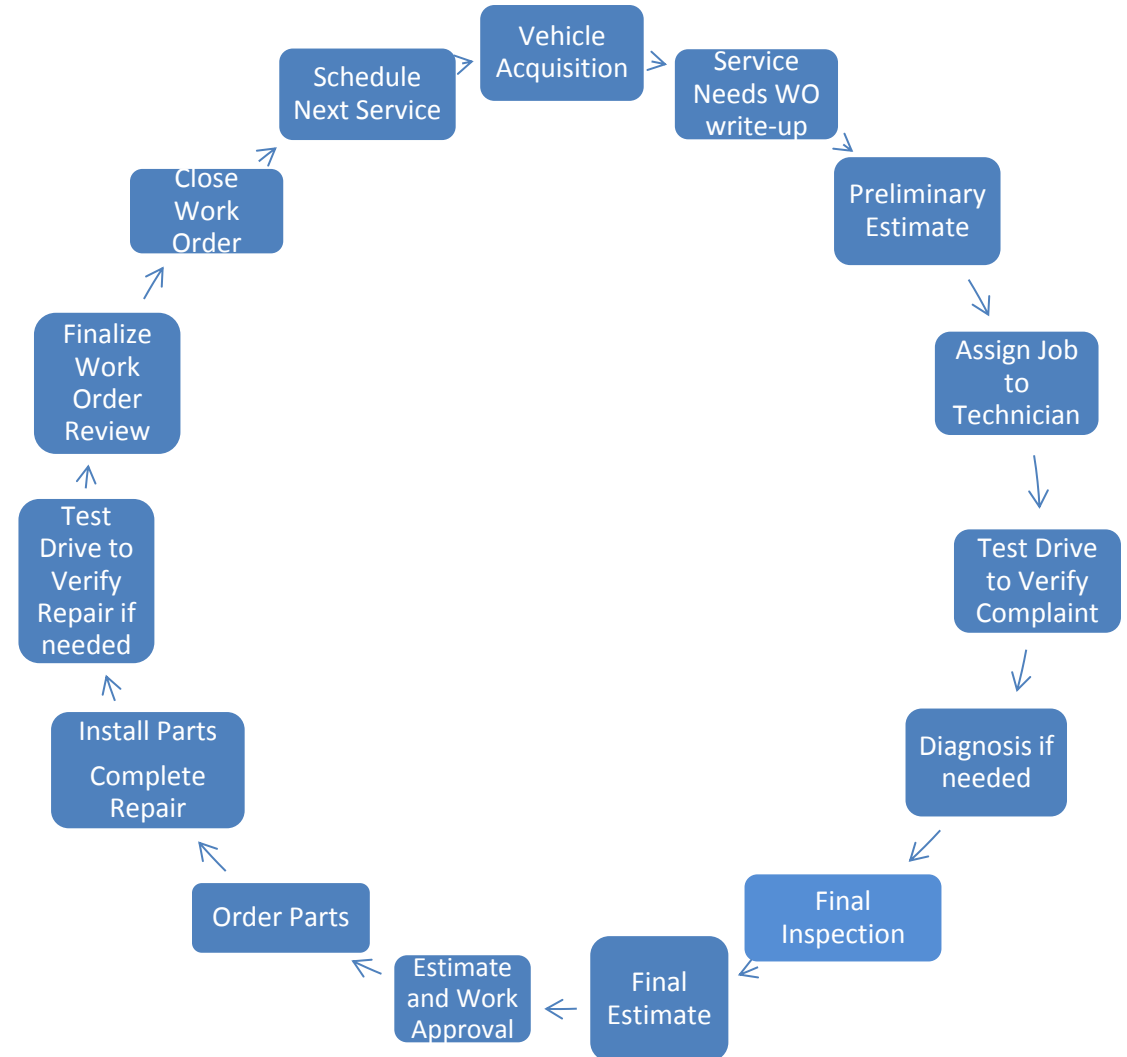 Vehicle
Acquisition
Service
Needs WO
write-up
Preliminary
Estimate
Assign Job
to
Technician
Test Drive
to Verify
Complaint
Diagnosis if
needed
Final
Inspection
Final
Estimate
Estimate
and Work
Approval
Order Parts
Install Parts
Complete
Repair
Test
Drive to
Verify
Repair if
needed
Finalize
Work
Order
Review
Close
Work
Order
Schedule
Next Service